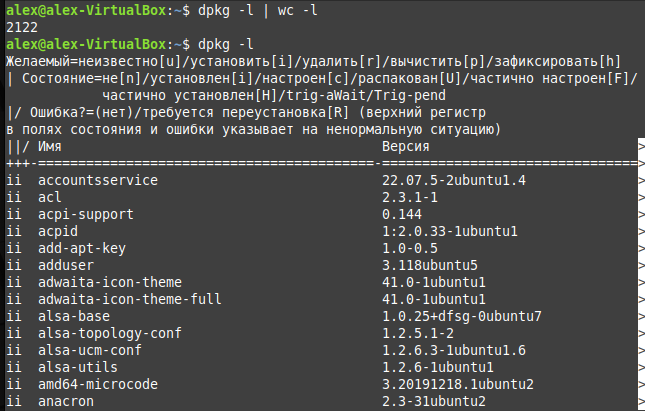 alex@alex-VirtualBox:~$ dpkg -l | wc -l
2122
alex@alex-VirtualBox:~$ dpkg -l
Желаемый=неизвестно[u]/установить[i]/удалить[r]/вычистить[p]/зафиксировать[h]
| Состояние=не[n]/установлен[i]/настроен[c]/распакован[U]/частично настроен[F]/
            частично установлен[H]/trig-aWait/Trig-pend
|/ Ошибка?=(нет)/требуется переустановка[R] (верхний регистр
в полях состояния и ошибки указывает на ненормальную ситуацию)
||/ Имя                                        Версия                             >
+++-==========================================-================================>
ii  accountsservice                            22.07.5-2ubuntu1.4                 >
ii  acl                                        2.3.1-1                            >
ii  acpi-support                               0.144                              >
ii  acpid                                      1:2.0.33-1ubuntu1                  >
ii  add-apt-key                                1.0-0.5                            >
ii  adduser                                    3.118ubuntu5                       >
ii  adwaita-icon-theme                         41.0-1ubuntu1                      >
ii  adwaita-icon-theme-full                    41.0-1ubuntu1                      >
ii  alsa-base                                  1.0.25+dfsg-0ubuntu7               >
ii  alsa-topology-conf                         1.2.5.1-2                          >
ii  alsa-ucm-conf                              1.2.6.3-1ubuntu1.6                 >
ii  alsa-utils                                 1.2.6-1ubuntu1                     >
ii  amd64-microcode                            3.20191218.1ubuntu2                >
ii  anacron                                    2.3-31ubuntu2                      >